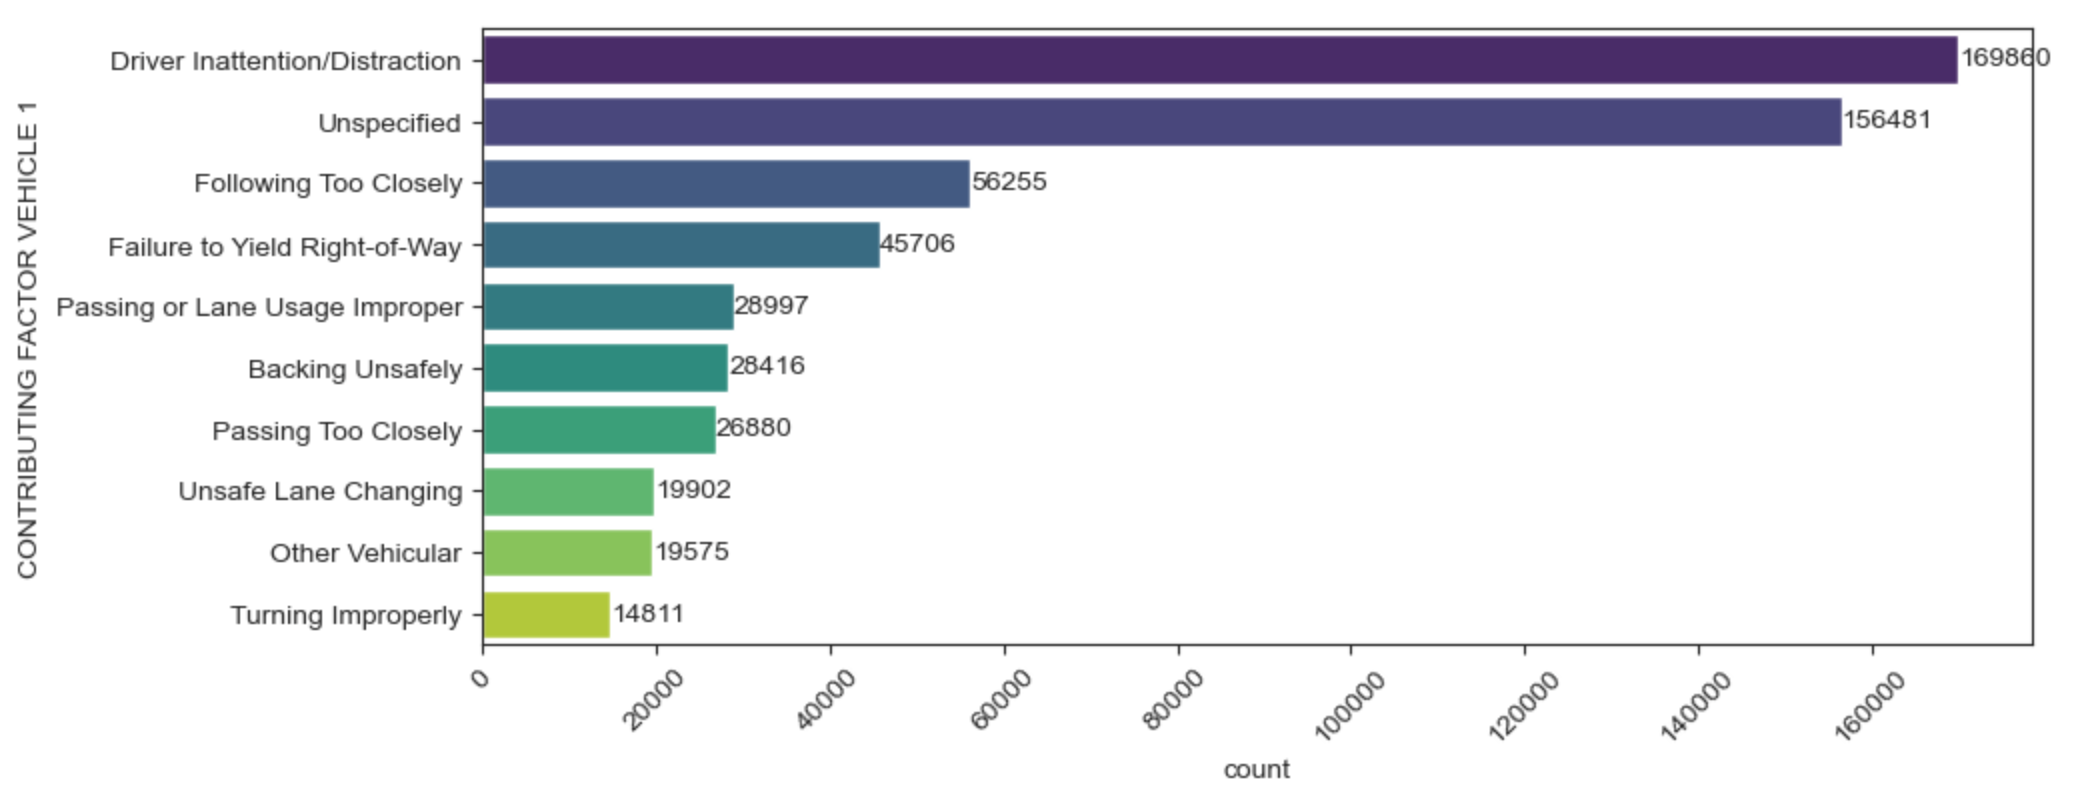 CONTRIBUTING FACTOR VEHICLE 1
Driver Inattention/Distraction 169860
Unspecified 156481
Following Too Closely 56255
Failure to Yield Right-of-Way 45706
Passing or Lane Usage Improper 28997
Backing Unsafely 28416
Passing Too Closely 26880
Unsafe Lane Changing 19902
Other Vehicular 19575
Turning Improperly 14811
0 20000 40000 60000 80000 100000 120000 140000 160000
count